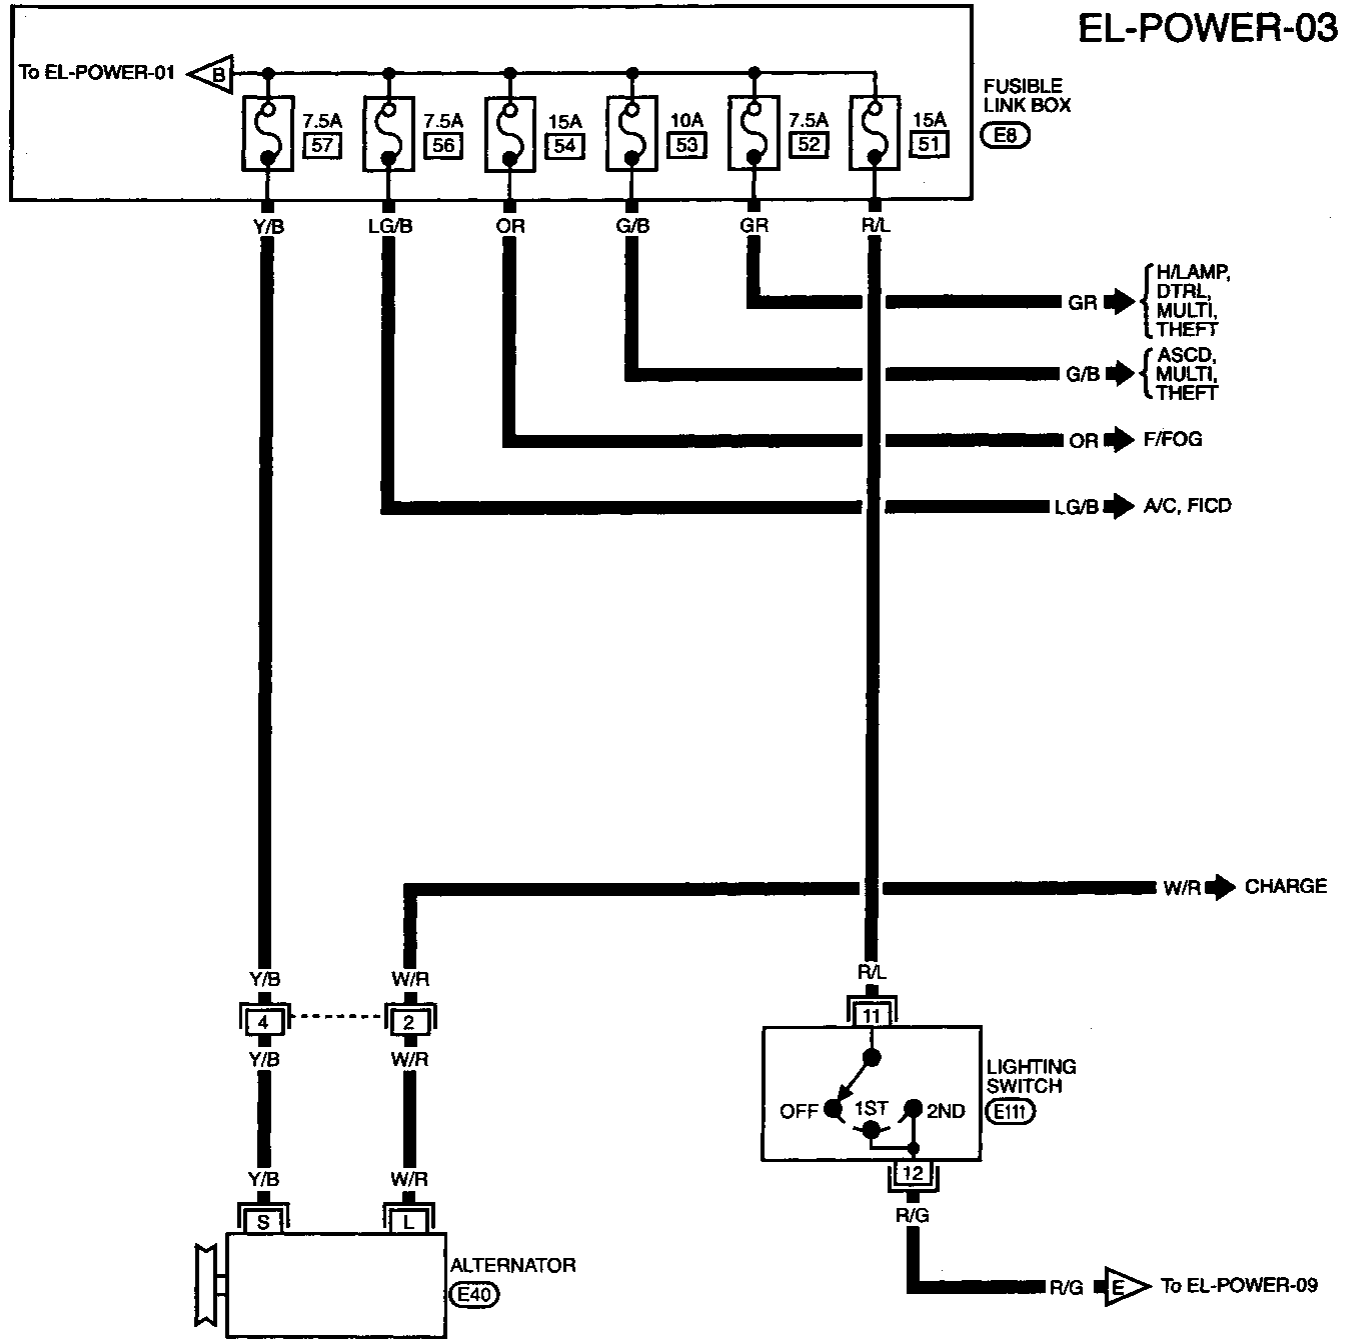 EL-POWER-03
To EL-POWER-01
B
FUSIBLE
LINK BOX
E8
7.5A
57
7.5A
56
15A
54
10A
53
7.5A
52
15A
51
Y/B
LG/B
OR
G/B
GR
R/L
GR
H/LAMP,
DTRL,
MULTI,
THEFT
G/B
ASCD,
MULTI,
THEFT
OR
F/FOG
LG/B
A/C, FICD
W/R
CHARGE
Y/B
W/R
R/L
4
2
11
Y/B
W/R
LIGHTING
SWITCH
E111
OFF
1ST
2ND
12
Y/B
W/R
R/G
S
L
ALTERNATOR
E40
R/G
E
To EL-POWER-09